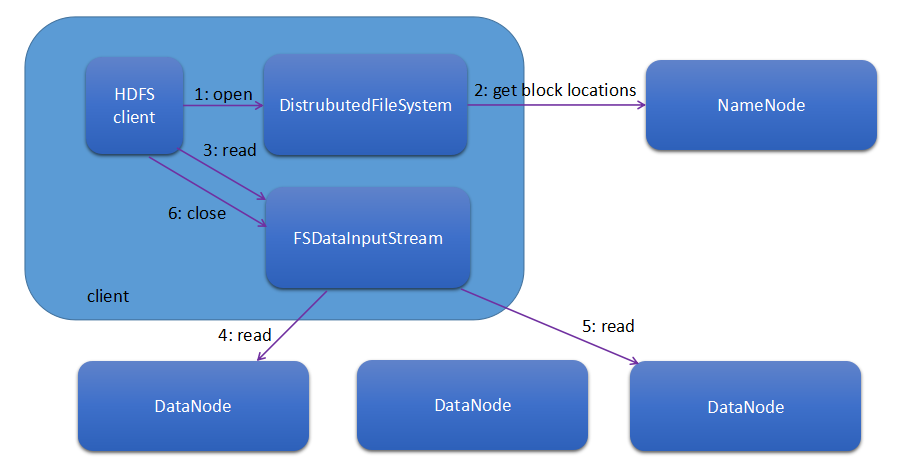 HDFS
client
1: open
DistrubutedFileSystem
2: get block locations
NameNode
3: read
6: close
FSDataInputStream
client
4: read
5: read
DataNode
DataNode
DataNode